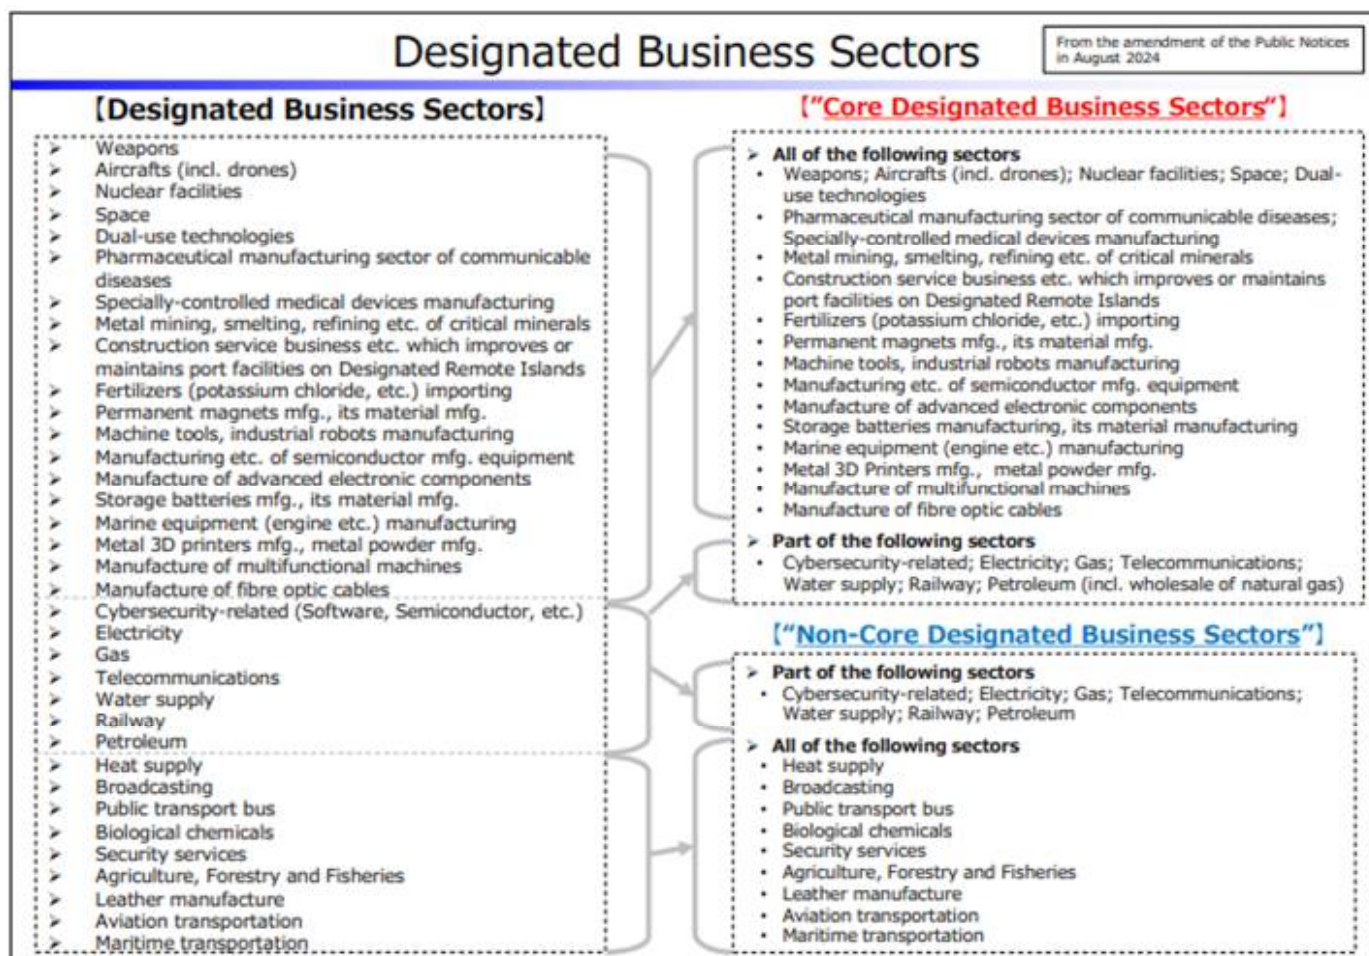 Designated Business Sectors
From the amendment of the Public Notices
in August 2024
【Designated Business Sectors】
➢ Weapons
➢ Aircrafts (incl. drones)
➢ Nuclear facilities
➢ Space
➢ Dual-use technologies
➢ Pharmaceutical manufacturing sector of communicable
diseases
➢ Specially-controlled medical devices manufacturing
➢ Metal mining, smelting, refining etc. of critical minerals
➢ Construction service business etc. which improves or
maintains port facilities on Designated Remote Islands
➢ Fertilizers (potassium chloride, etc.) importing
➢ Permanent magnets mfg., its material mfg.
➢ Machine tools, industrial robots manufacturing
➢ Manufacturing etc. of semiconductor mfg. equipment
➢ Manufacture of advanced electronic components
➢ Storage batteries mfg., its material mfg.
➢ Marine equipment (engine etc.) manufacturing
➢ Metal 3D printers mfg., metal powder mfg.
➢ Manufacture of multifunctional machines
➢ Manufacture of fibre optic cables
➢ Cybersecurity-related (Software, Semiconductor, etc.)
➢ Electricity
➢ Gas
➢ Telecommunications
➢ Water supply
➢ Railway
➢ Petroleum
➢ Heat supply
➢ Broadcasting
➢ Public transport bus
➢ Biological chemicals
➢ Security services
➢ Agriculture, Forestry and Fisheries
➢ Leather manufacture
➢ Aviation transportation
➢ Maritime transportation
【"Core Designated Business Sectors"】
➢ All of the following sectors
• Weapons; Aircrafts (incl. drones); Nuclear facilities; Space; Dual-
use technologies
• Pharmaceutical manufacturing sector of communicable diseases;
Specially-controlled medical devices manufacturing
• Metal mining, smelting, refining etc. of critical minerals
• Construction service business etc. which improves or maintains
port facilities on Designated Remote Islands
• Fertilizers (potassium chloride, etc.) importing
• Permanent magnets mfg., its material mfg.
• Machine tools, industrial robots manufacturing
• Manufacturing etc. of semiconductor mfg. equipment
• Manufacture of advanced electronic components
• Storage batteries manufacturing, its material manufacturing
• Marine equipment (engine etc.) manufacturing
• Metal 3D Printers mfg., metal powder mfg.
• Manufacture of multifunctional machines
• Manufacture of fibre optic cables
➢ Part of the following sectors
• Cybersecurity-related; Electricity; Gas; Telecommunications;
Water supply; Railway; Petroleum (incl. wholesale of natural gas)
【"Non-Core Designated Business Sectors"】
➢ Part of the following sectors
• Cybersecurity-related; Electricity; Gas; Telecommunications;
Water supply; Railway; Petroleum
➢ All of the following sectors
• Heat supply
• Broadcasting
• Public transport bus
• Biological chemicals
• Security services
• Agriculture, Forestry and Fisheries
• Leather manufacture
• Aviation transportation
• Maritime transportation